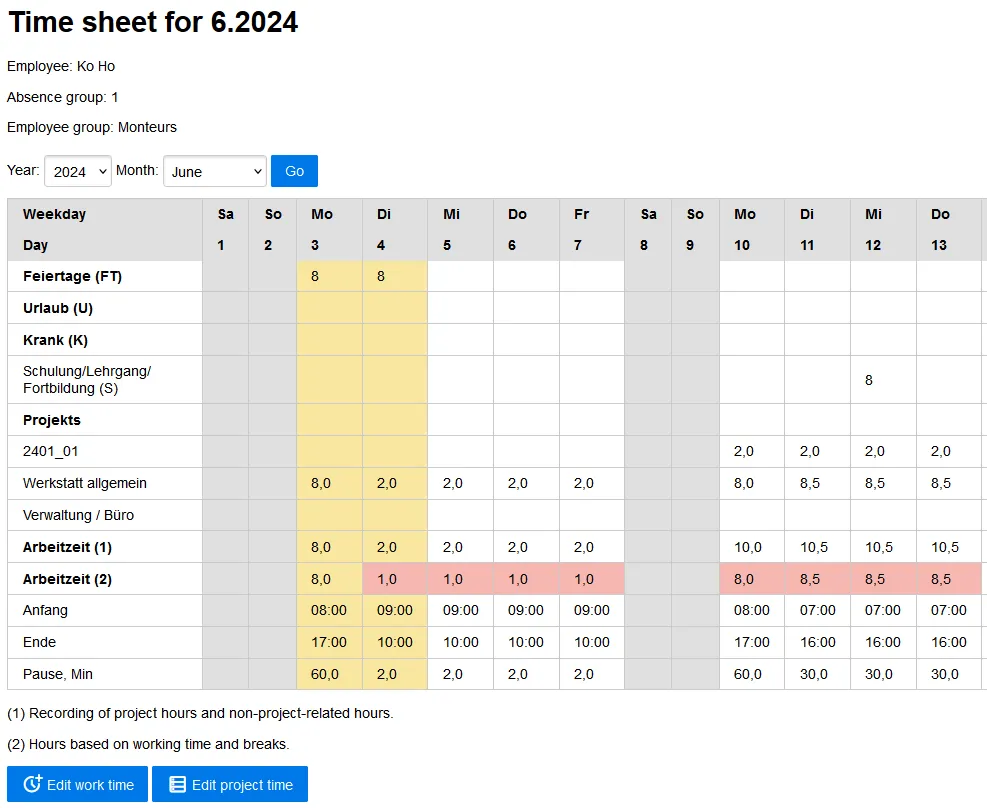 Time sheet for 6.2024
Employee: Ko Ho
Absence group: 1
Employee group: Monteurs
Year: 2024 Month: June Go
Weekday Sa So Mo Di Mi Do Fr Sa So Mo Di Mi Do
Day 1 2 3 4 5 6 7 8 9 10 11 12 13
Feiertage (FT) 8 8
Urlaub (U)
Krank (K)
Schulung/Lehrgang/
Fortbildung (S) 8
Projekts
2401_01 2,0 2,0 2,0 2,0
Werkstatt allgemein 8,0 2,0 2,0 2,0 2,0 8,0 8,5 8,5 8,5
Verwaltung / Büro
Arbeitzeit (1) 8,0 2,0 2,0 2,0 2,0 10,0 10,5 10,5 10,5
Arbeitzeit (2) 8,0 1,0 1,0 1,0 1,0 8,0 8,5 8,5 8,5
Anfang 08:00 09:00 09:00 09:00 09:00 08:00 07:00 07:00 07:00
Ende 17:00 10:00 10:00 10:00 10:00 17:00 16:00 16:00 16:00
Pause, Min 60,0 2,0 2,0 2,0 2,0 60,0 30,0 30,0 30,0
(1) Recording of project hours and non-project-related hours.
(2) Hours based on working time and breaks.
Edit work time Edit project time